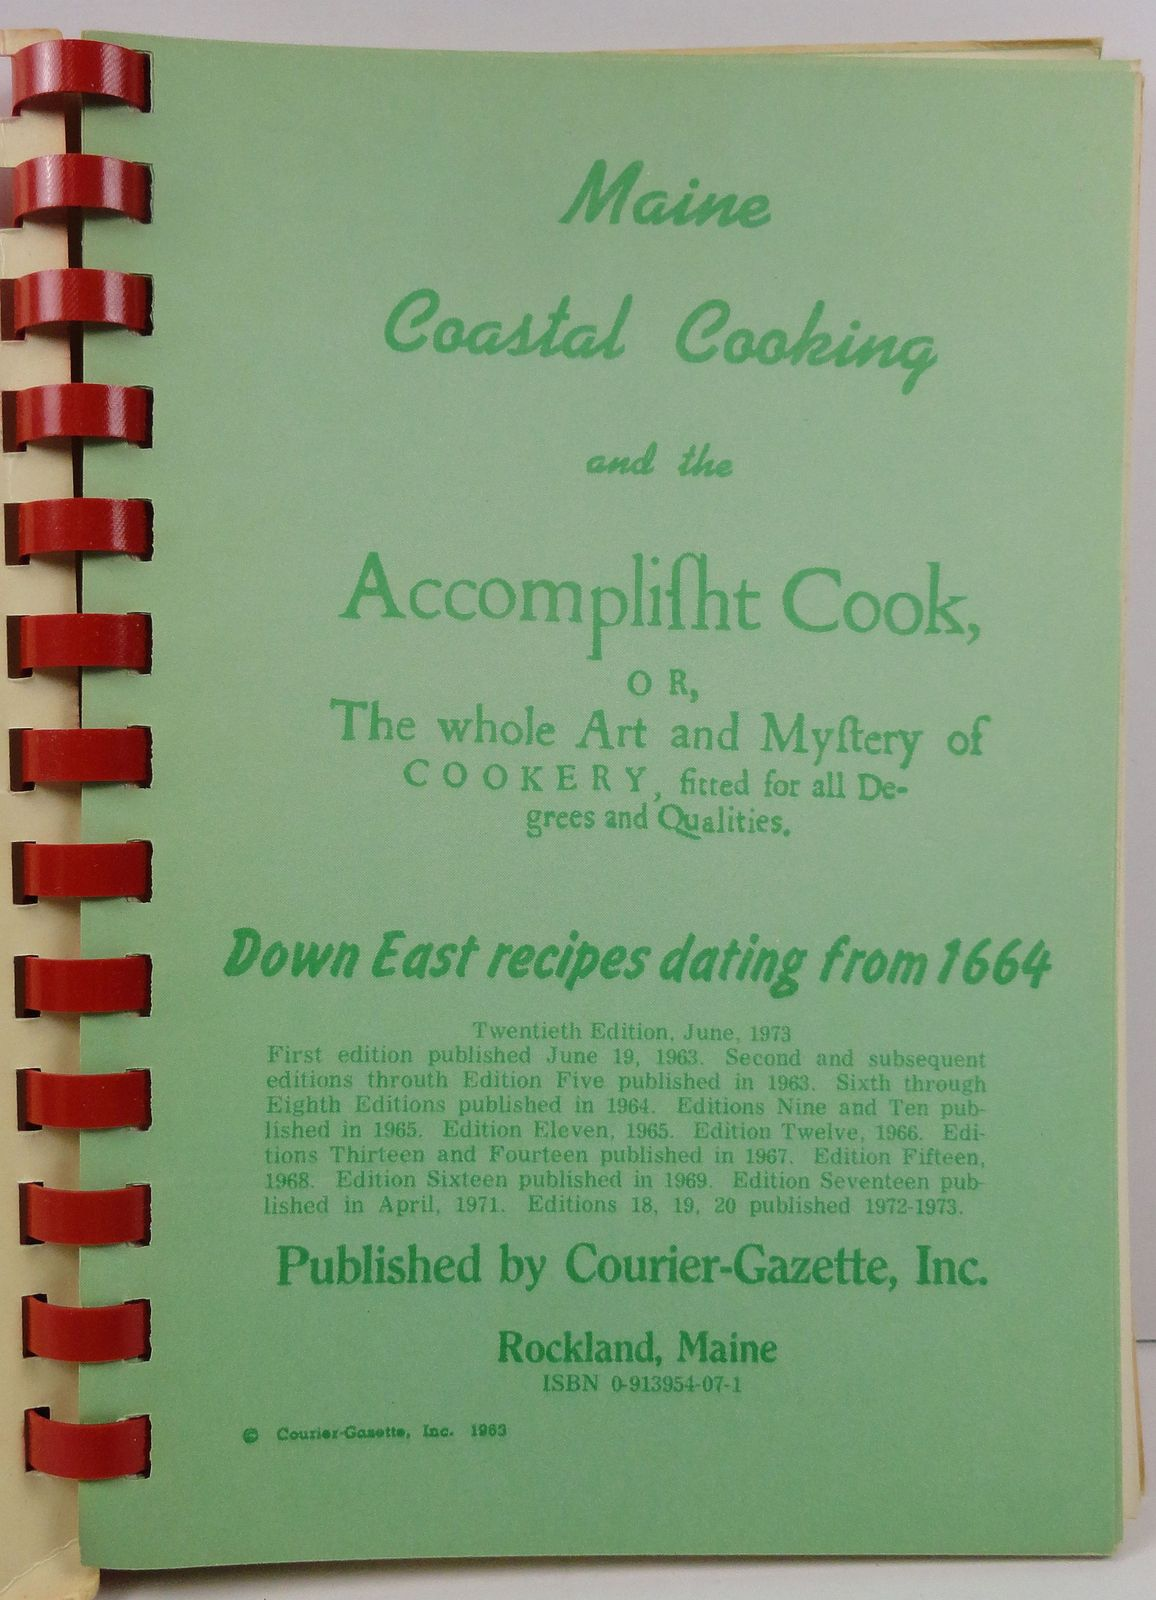 Maine
Coastal Cooking
and the
Accompliſht Cook,
OR,
The whole Art and Myſtery of
COOKERY, fitted for all De-
grees and Qualities.
Down East recipes dating from 1664
Twentieth Edition, June, 1973
First edition published June 19, 1963. Second and subsequent
editions throuth Edition Five published in 1963. Sixth through
Eighth Editions published in 1964. Editions Nine and Ten pub-
lished in 1965. Edition Eleven, 1965. Edition Twelve, 1966. Edi-
tions Thirteen and Fourteen published in 1967. Edition Fifteen,
1968. Edition Sixteen published in 1969. Edition Seventeen pub-
lished in April, 1971. Editions 18, 19, 20 published 1972-1973.
Published by Courier-Gazette, Inc.
Rockland, Maine
ISBN 0-913954-07-1
© Courier-Gazette, Inc. 1963